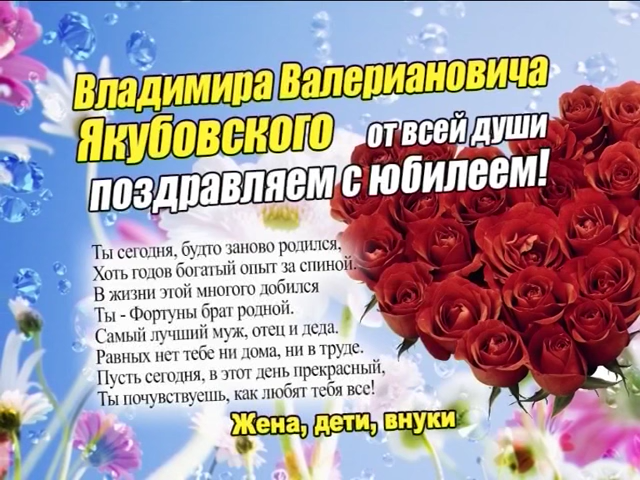 Владимира Валериановича
Якубовского от всей души
поздравляем с юбилеем!
Ты сегодня, будто заново родился,
Хоть годов богатый опыт за спиной.
В жизни этой многого добился
Ты - Фортуны брат родной.
Самый лучший муж, отец и деда.
Равных нет тебе ни дома, ни в труде.
Пусть сегодня, в этот день прекрасный,
Ты почувствуешь, как любят тебя все!
Жена, дети, внуки